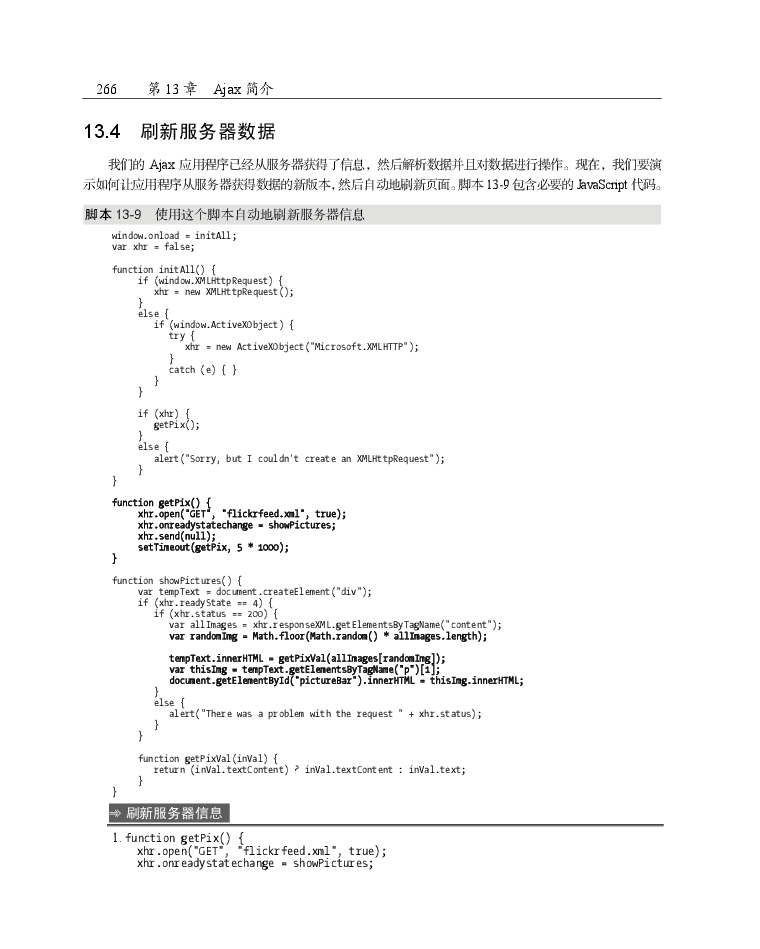 266 第 13 章 Ajax 简介
13.4 刷新服务器数据
我们的 Ajax 应用程序已经从服务器获得了信息，然后解析数据并且对数据进行操作。现在，我们要演
示如何让应用程序从服务器获得数据的新版本，然后自动地刷新页面。脚本 13-9 包含必要的 JavaScript 代码。
脚本 13-9 使用这个脚本自动地刷新服务器信息
window.onload = initAll;
var xhr = false;
function initAll() {
if (window.XMLHttpRequest) {
xhr = new XMLHttpRequest();
}
else {
if (window.ActiveXObject) {
try {
xhr = new ActiveXObject("Microsoft.XMLHTTP");
}
catch (e) { }
}
}
if (xhr) {
getPix();
}
else {
alert("Sorry, but I couldn't create an XMLHttpRequest");
}
}
function getPix() {
xhr.open("GET", "flickrfeed.xml", true);
xhr.onreadystatechange = showPictures;
xhr.send(null);
setTimeout(getPix, 5 * 1000);
}
function showPictures() {
var tempText = document.createElement("div");
if (xhr.readyState == 4) {
if (xhr.status == 200) {
var allImages = xhr.responseXML.getElementsByTagName("content");
var randomImg = Math.floor(Math.random() * allImages.length);
tempText.innerHTML = getPixVal(allImages[randomImg]);
var thisImg = tempText.getElementsByTagName("p")[1];
document.getElementById("pictureBar").innerHTML = thisImg.innerHTML;
}
else {
alert("There was a problem with the request " + xhr.status);
}
}
function getPixVal(inVal) {
return (inVal.textContent) ? inVal.textContent : inVal.text;
}
}
⇒ 刷新服务器信息
1. function getPix() {
xhr.open("GET", "flickrfeed.xml", true);
xhr.onreadystatechange = showPictures;